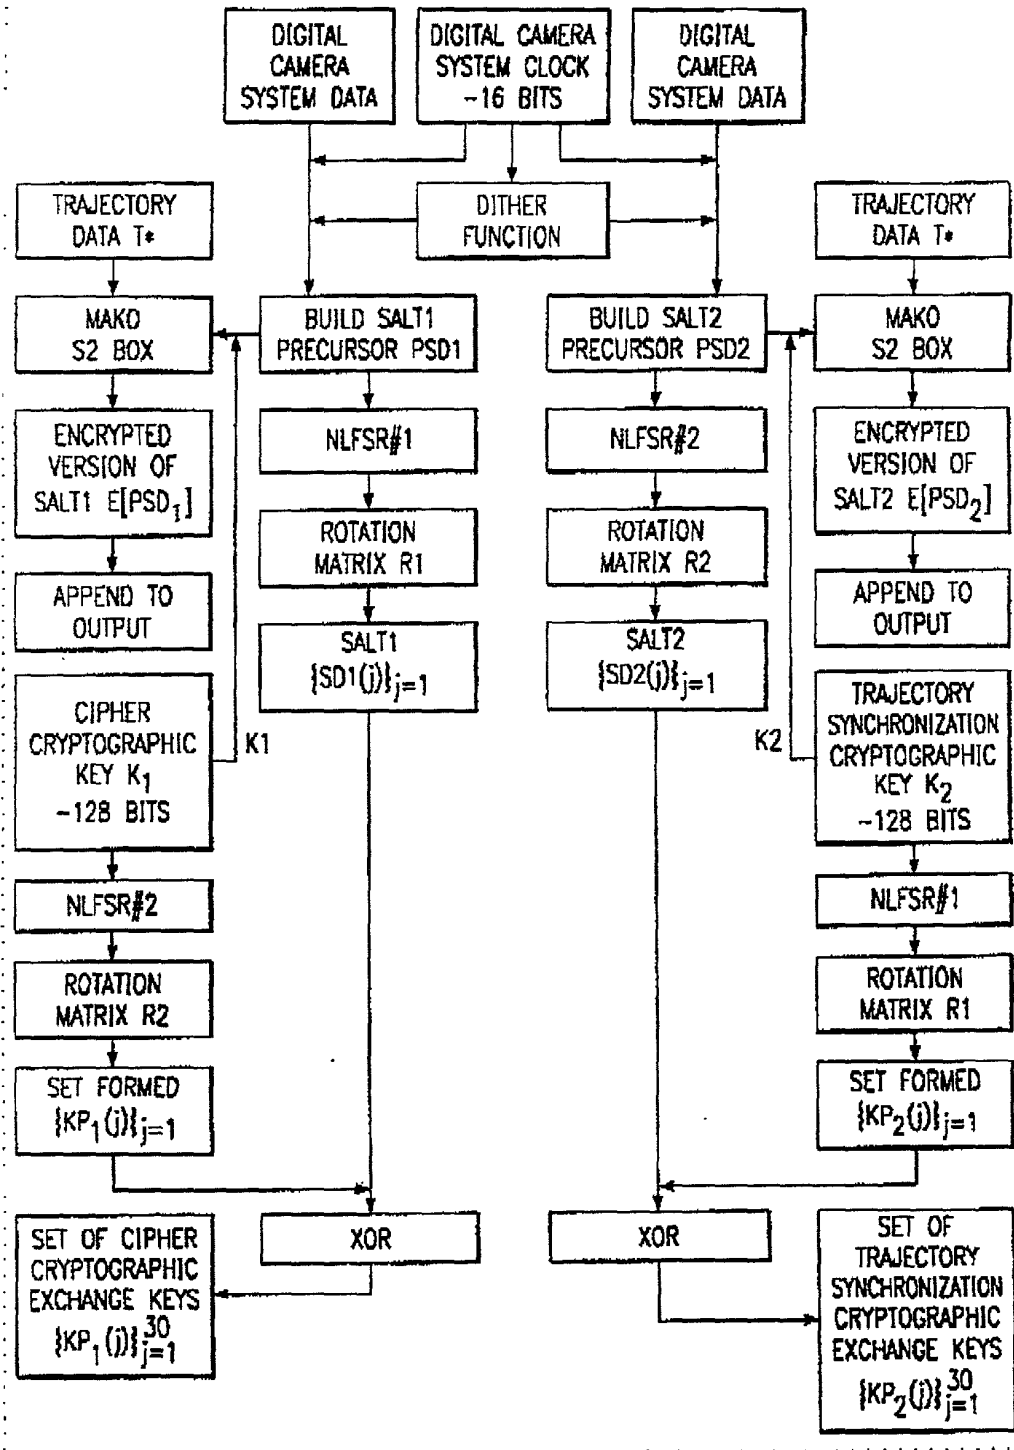 DIGITAL
CAMERA
SYSTEM DATA
DIGITAL CAMERA
SYSTEM CLOCK
-16 BITS
DIGITAL
CAMERA
SYSTEM DATA
TRAJECTORY
DATA T*
DITHER
FUNCTION
TRAJECTORY
DATA T*
MAKO
S2 BOX
BUILD SALT1
PRECURSOR PSD1
BUILD SALT2
PRECURSOR PSD2
MAKO
S2 BOX
ENCRYPTED
VERSION OF
SALT1 E[PSD1]
NLFSR#1
NLFSR#2
ENCRYPTED
VERSION OF
SALT2 E[PSD2]
ROTATION
MATRIX R1
ROTATION
MATRIX R2
APPEND TO
OUTPUT
APPEND TO
OUTPUT
SALT1
{SD1(j)}j=1
SALT2
{SD2(j)}j=1
CIPHER
CRYPTOGRAPHIC
KEY K1
-128 BITS
K1
K2
TRAJECTORY
SYNCHRONIZATION
CRYPTOGRAPHIC
KEY K2
-128 BITS
NLFSR#2
NLFSR#1
ROTATION
MATRIX R2
ROTATION
MATRIX R1
SET FORMED
{KP1(j)}j=1
SET FORMED
{KP2(j)}j=1
SET OF CIPHER
CRYPTOGRAPHIC
EXCHANGE KEYS
{KP1(j)}30j=1
XOR
XOR
SET OF
TRAJECTORY
SYNCHRONIZATION
CRYPTOGRAPHIC
EXCHANGE KEYS
{KP2(j)}30j=1